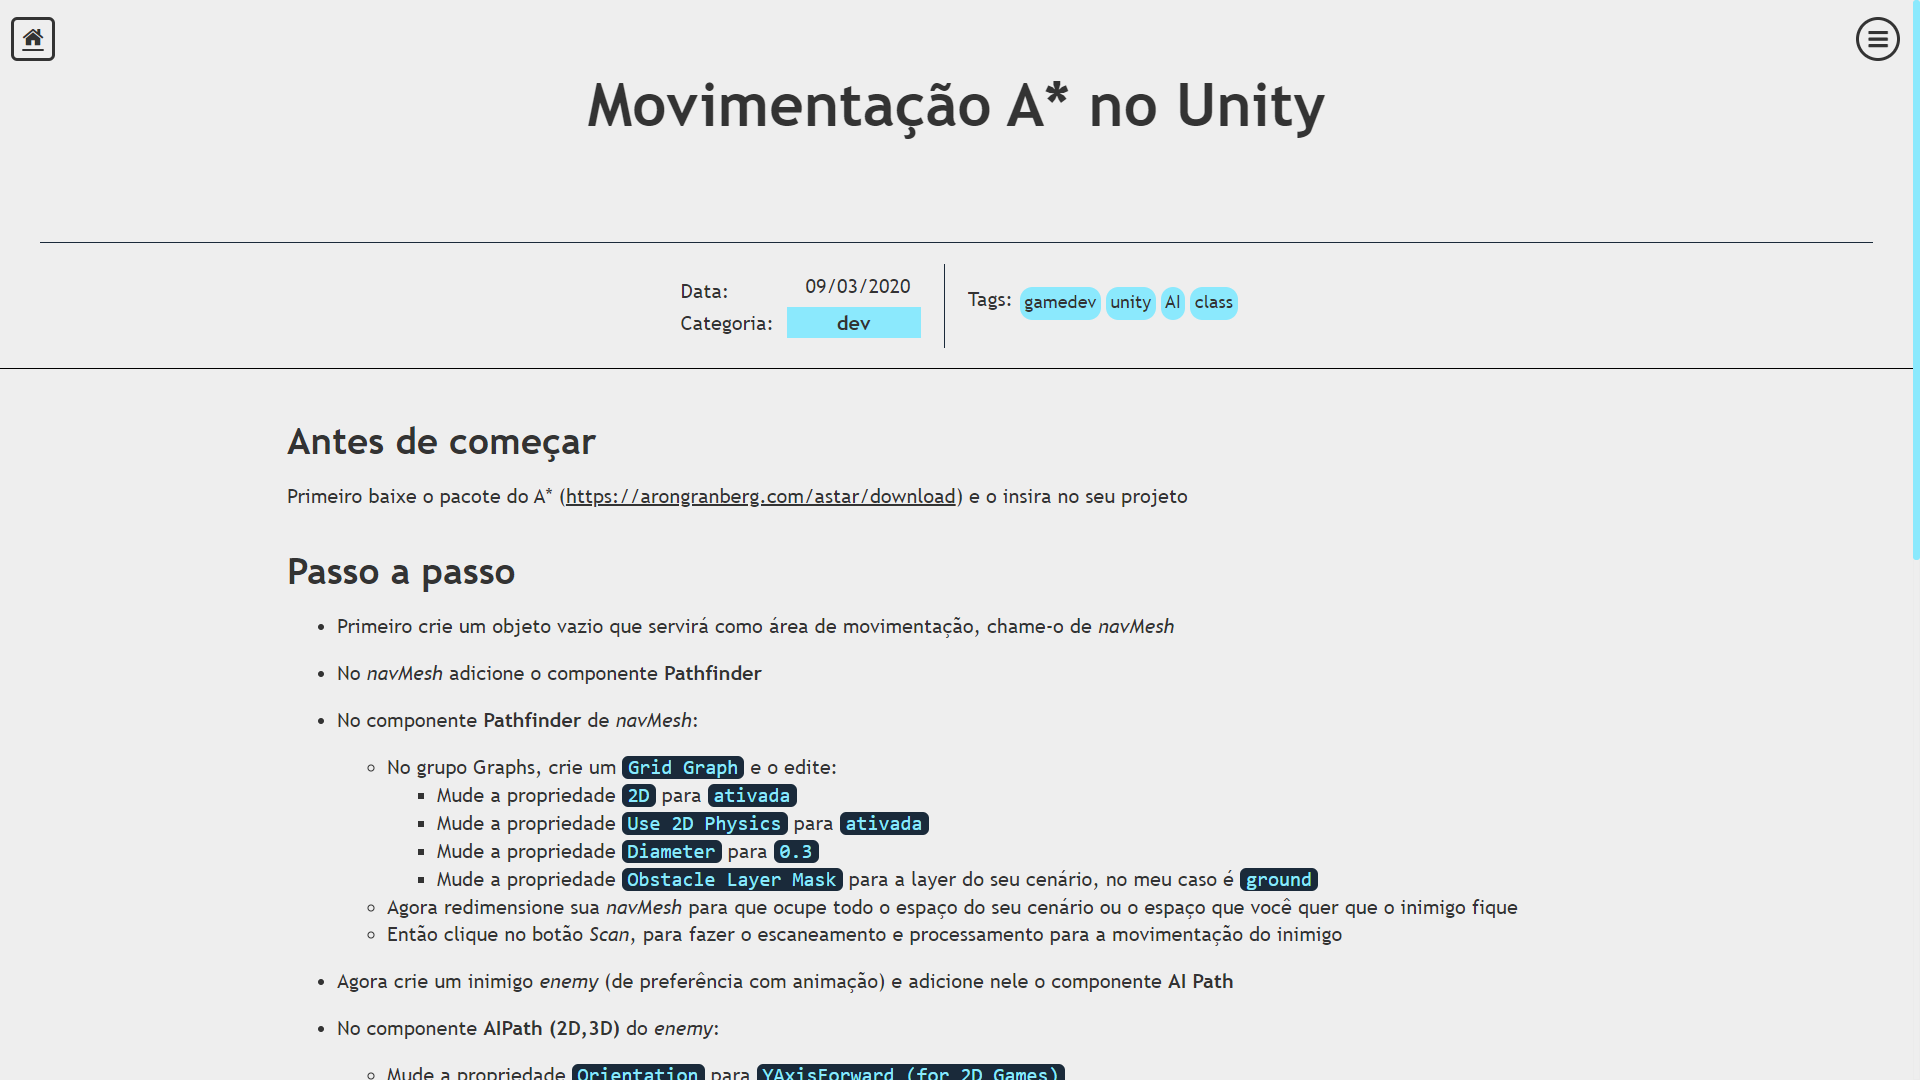 Movimentação A* no Unity
Data: 09/03/2020
Categoria: dev
Tags: gamedev unity AI class
Antes de começar
Primeiro baixe o pacote do A* (https://arongranberg.com/astar/download) e o insira no seu projeto
Passo a passo
Primeiro crie um objeto vazio que servirá como área de movimentação, chame-o de navMesh
No navMesh adicione o componente Pathfinder
No componente Pathfinder de navMesh:
No grupo Graphs, crie um Grid Graph e o edite:
Mude a propriedade 2D para ativada
Mude a propriedade Use 2D Physics para ativada
Mude a propriedade Diameter para 0.3
Mude a propriedade Obstacle Layer Mask para a layer do seu cenário, no meu caso é ground
Agora redimensione sua navMesh para que ocupe todo o espaço do seu cenário ou o espaço que você quer que o inimigo fique
Então clique no botão Scan, para fazer o escaneamento e processamento para a movimentação do inimigo
Agora crie um inimigo enemy (de preferência com animação) e adicione nele o componente AI Path
No componente AIPath (2D,3D) do enemy:
Mude a propriedade Orientation para YAxisForward (for 2D Games)